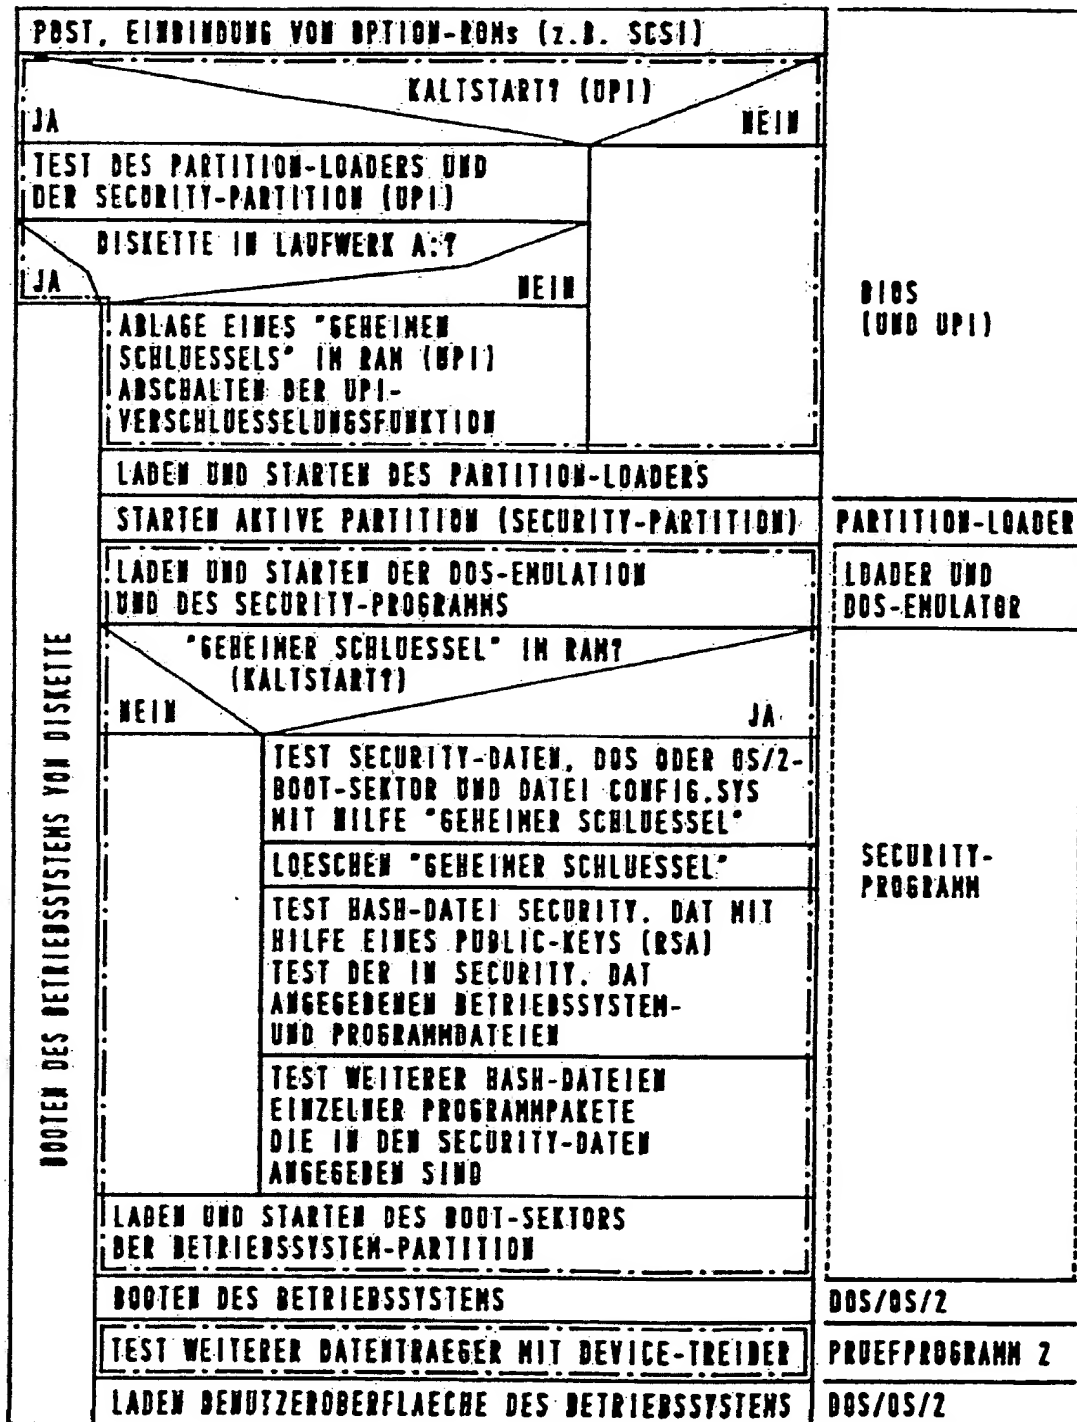 POST, EINBINDUNG VON OPTION-ROMs (z.B. SCSI)
KALTSTART? (UPI)
JA
NEIN
TEST DES PARTITION-LOADERS UND
DER SECURITY-PARTITION (UPI)
DISKETTE IN LAUFWERK A:?
JA
NEIN
ABLAGE EINES "GEHEIMEN
SCHLUESSELS" IM RAM (UPI)
ABSCHALTEN DER UPI-
VERSCHLUESSELUNGSFUNKTION
BIOS
(UND UPI)
LADEN UND STARTEN DES PARTITION-LOADERS
STARTEN AKTIVE PARTITION (SECURITY-PARTITION)
PARTITION-LOADER
LADEN UND STARTEN DER DOS-EMULATION
UND DES SECURITY-PROGRAMMS
LOADER UND
DOS-EMULATOR
"GEHEIMER SCHLUESSEL" IM RAM?
(KALTSTART?)
NEIN
JA
TEST SECURITY-DATEN, DOS ODER OS/2-
BOOT-SEKTOR UND DATEI CONFIG.SYS
MIT HILFE "GEHEIMER SCHLUESSEL"
LOESCHEN "GEHEIMER SCHLUESSEL"
TEST HASH-DATEI SECURITY. DAT MIT
HILFE EINES PUBLIC-KEYS (RSA)
TEST DER IN SECURITY. DAT
ANGEGEBENEN BETRIEBSSYSTEM-
UND PROGRAMMDATEIEN
TEST WEITERER HASH-DATEIEN
EINZELNER PROGRAMMPAKETE
DIE IN DEN SECURITY-DATEN
ANGEGEBEN SIND
SECURITY-
PROGRAMM
LADEN UND STARTEN DES BOOT-SEKTORS
DER BETRIEBSSYSTEM-PARTITION
BOOTEN DES BETRIEBSSYSTEMS
DOS/OS/2
TEST WEITERER DATENTRAEGER MIT DEVICE-TREIBER
PRUEFPROGRAMM 2
LADEN BENUTZEROBERFLAECHE DES BETRIEBSSYSTEMS
DOS/OS/2
BOOTEN DES BETRIEBSSYSTEMS VON DISKETTE